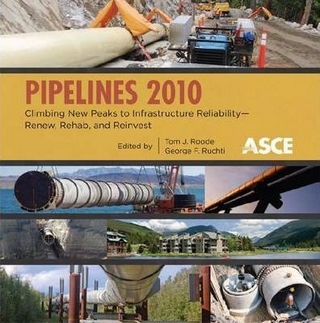 PIPELINES 2010
Climbing New Peaks to Infrastructure Reliability—
Renew, Rehab, and Reinvest
Edited by
Tom J. Roode
George F. Ruchti
ASCE